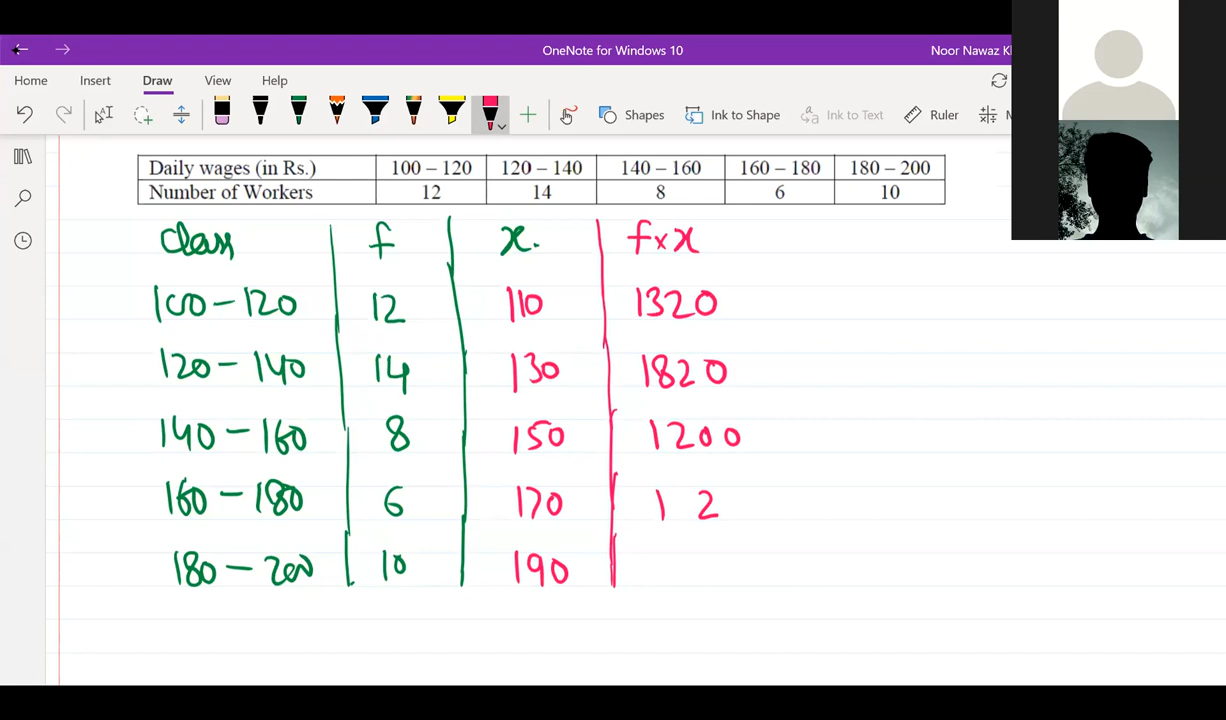 OneNote for Windows 10
Noor Nawaz Kh
Home Insert Draw View Help
Shapes Ink to Shape Ink to Text Ruler M
Daily wages (in Rs.) 100 – 120 120 – 140 140 – 160 160 – 180 180 – 200
Number of Workers 12 14 8 6 10
class f x. f×x
100 – 120 12 110 1320
120 – 140 14 130 1820
140 – 160 8 150 1200
160 – 180 6 170 1 2
180 – 200 10 190